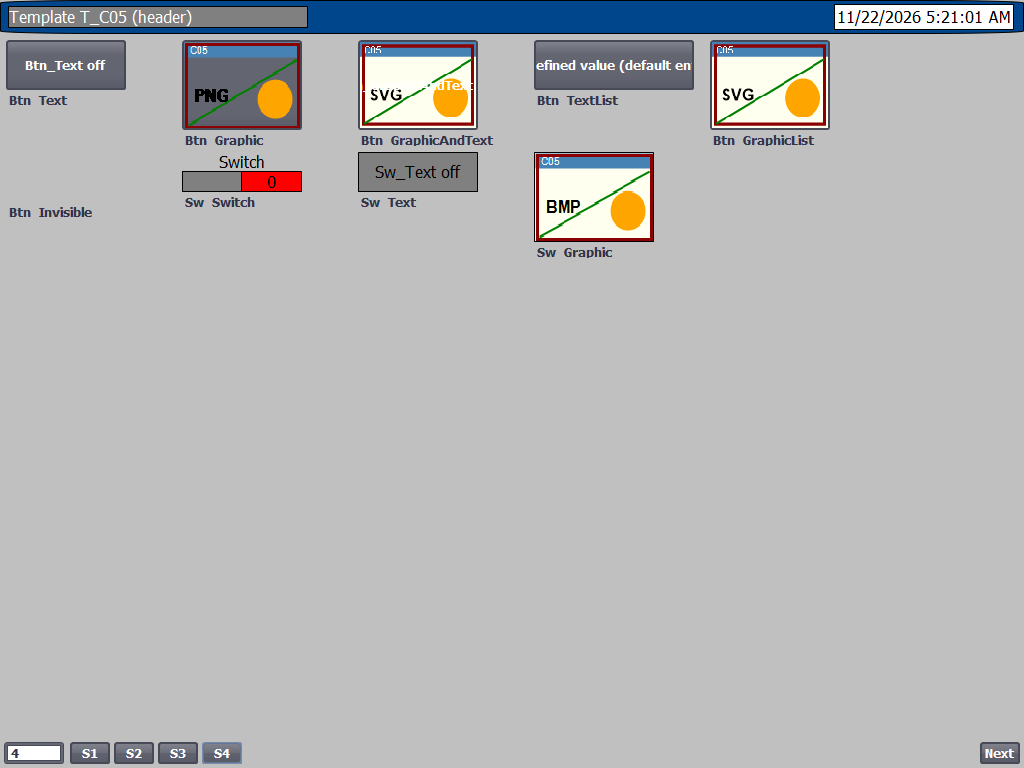 Template T_C05 (header)
11/22/2026 5:21:01 AM
Btn_Text off
C05
PNG
C05
SVG
efined value (default en
C05
SVG
Btn Text
Btn TextList
Btn Graphic
Btn GraphicAndText
Btn GraphicList
Switch
0
Sw_Text off
C05
BMP
Sw Switch
Sw Text
Btn Invisible
Sw Graphic
4
S1
S2
S3
S4
Next